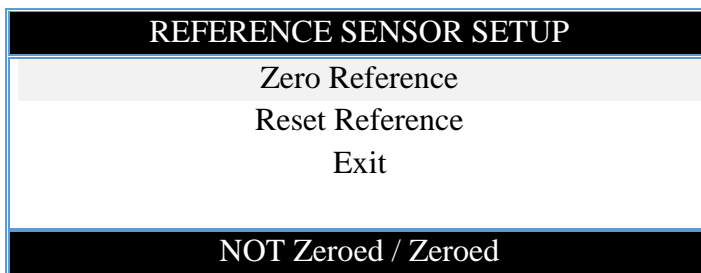 REFERENCE SENSOR SETUP
Zero Reference
Reset Reference
Exit
NOT Zeroed / Zeroed